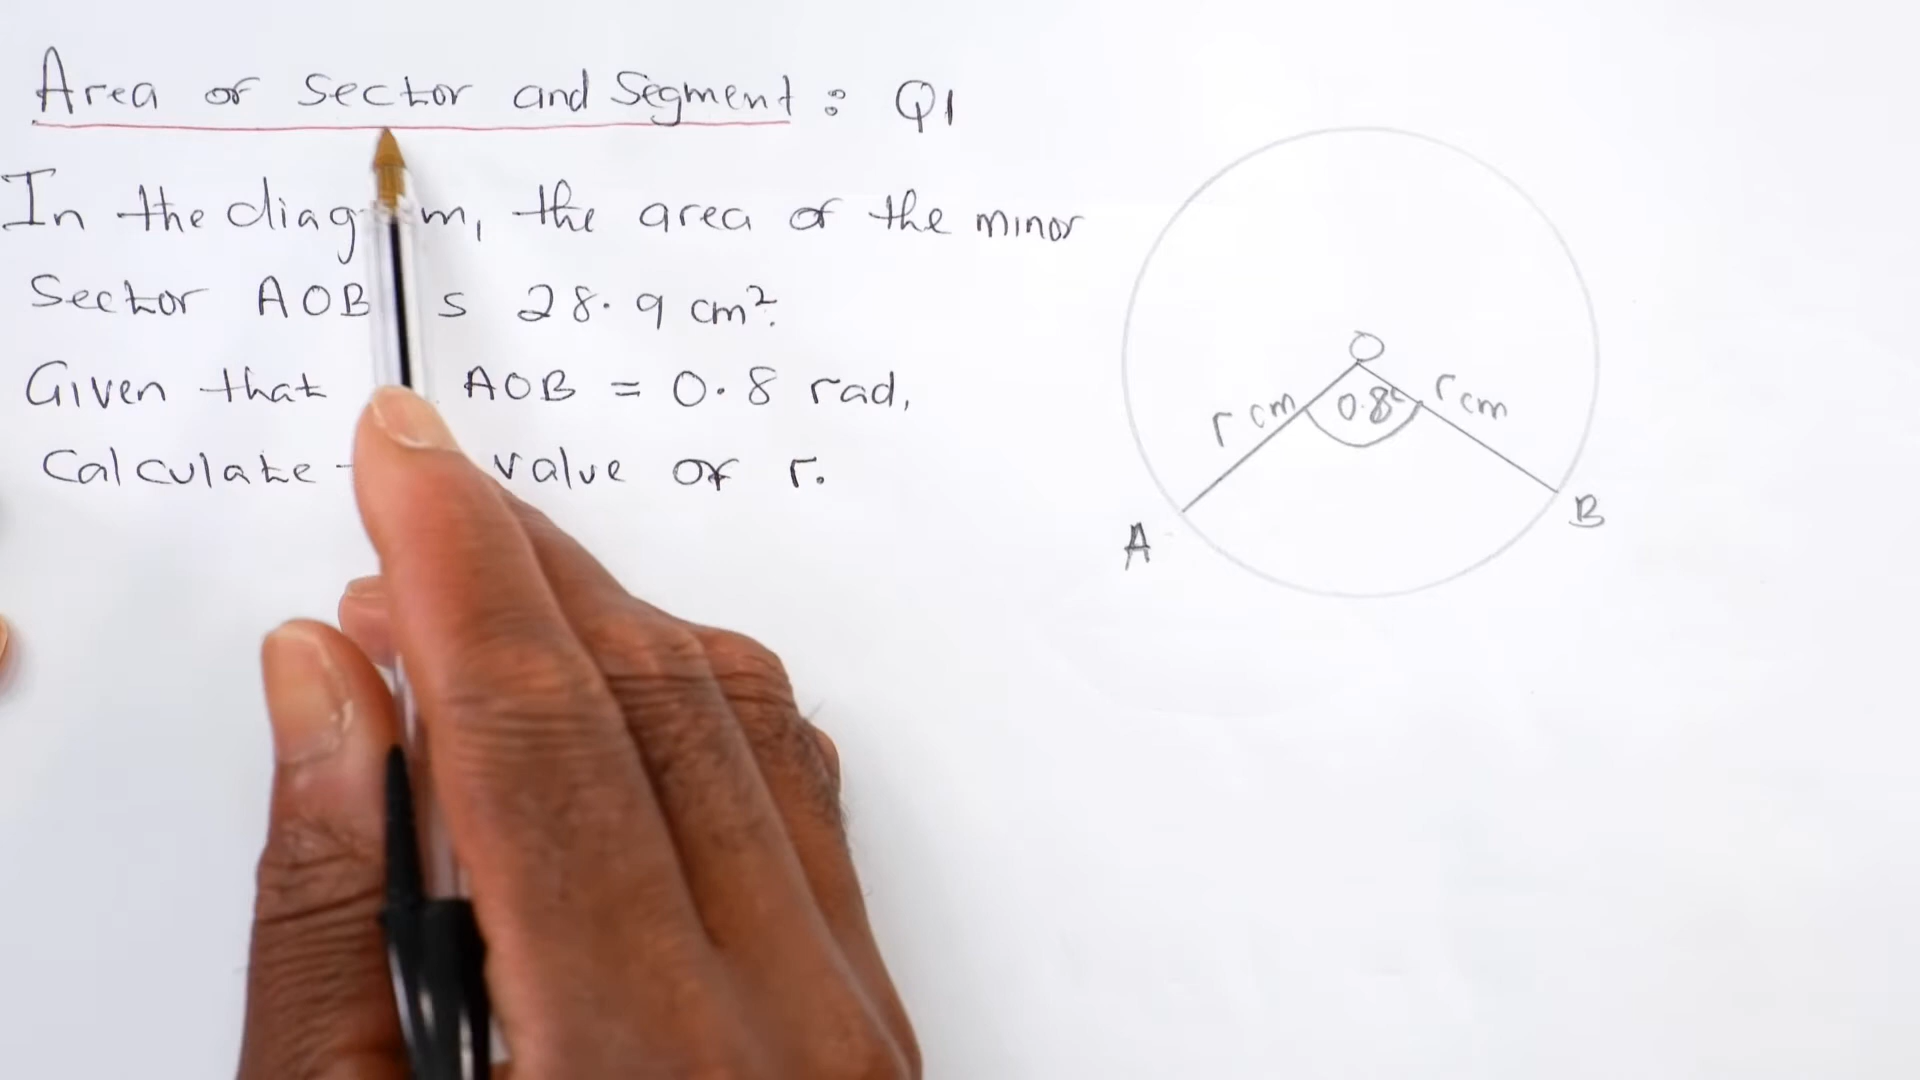 Area of Sector and Segment : Q1
In the diag m, the area of the minor
Sector AOB s 28.9 cm².
Given that AOB = 0.8 rad,
Calculate value of r.
O
r cm 0.8ᶜ r cm
A
B